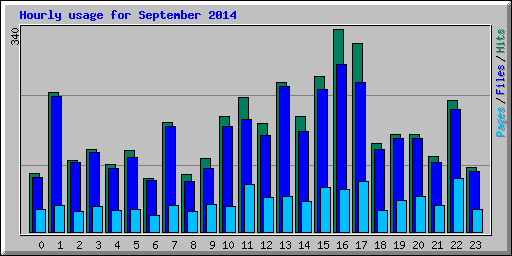 Hourly usage for September 2014
340
Pages / Files / Hits
0 1 2 3 4 5 6 7 8 9 10 11 12 13 14 15 16 17 18 19 20 21 22 23